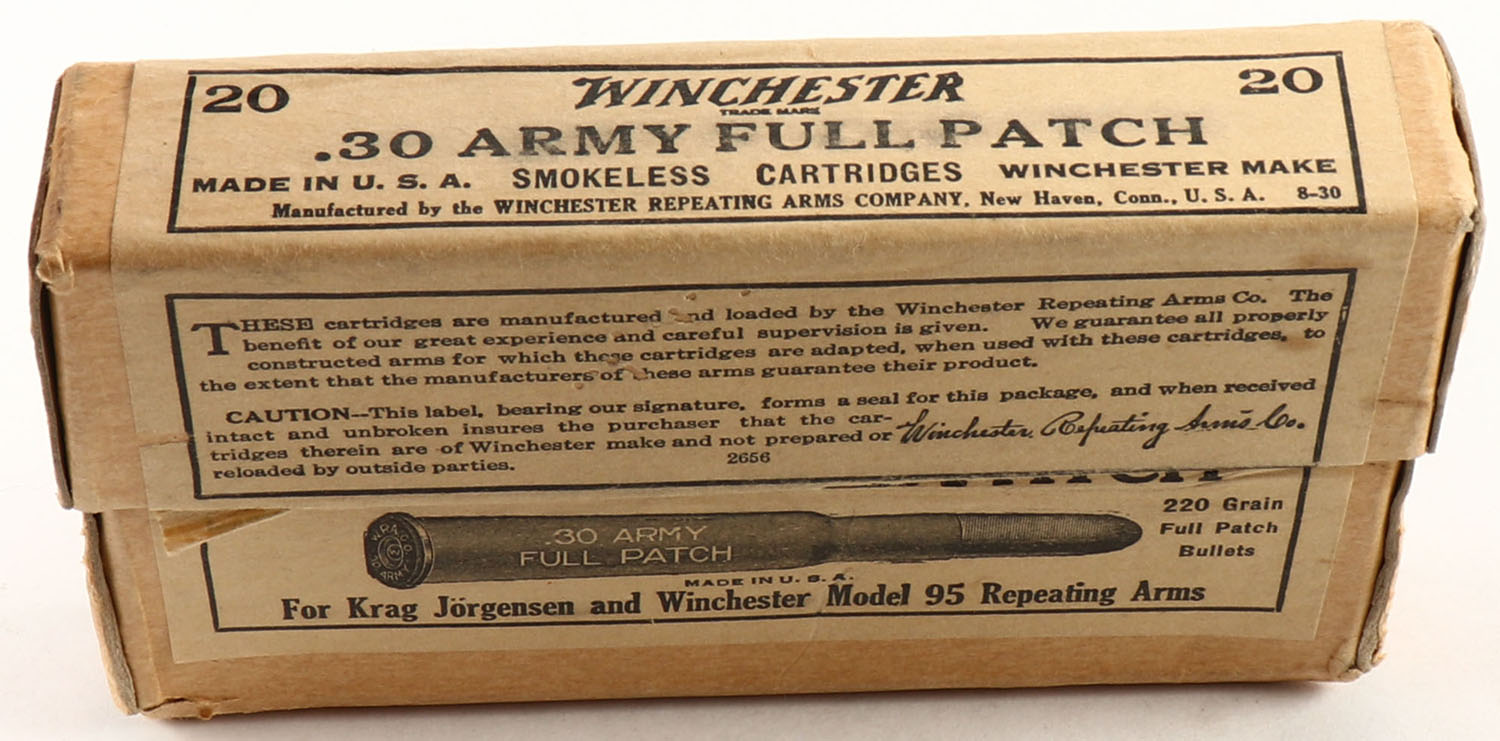 20 WINCHESTER 20
TRADE MARK
.30 ARMY FULL PATCH
MADE IN U. S. A. SMOKELESS CARTRIDGES WINCHESTER MAKE
Manufactured by the WINCHESTER REPEATING ARMS COMPANY, New Haven, Conn., U. S. A. 8-30
THESE cartridges are manufactured and loaded by the Winchester Repeating Arms Co. The
benefit of our great experience and careful supervision is given. We guarantee all properly
constructed arms for which these cartridges are adapted, when used with these cartridges, to
the extent that the manufacturers of these arms guarantee their product.
CAUTION--This label, bearing our signature, forms a seal for this package, and when received
intact and unbroken insures the purchaser that the car-
tridges therein are of Winchester make and not prepared or
reloaded by outside parties.
Winchester Repeating Arms Co.
2656
220 Grain
Full Patch
Bullets
.30 ARMY
FULL PATCH
W.R.A.CO.
30 ARMY
MADE IN U. S. A.
For Krag Jörgensen and Winchester Model 95 Repeating Arms